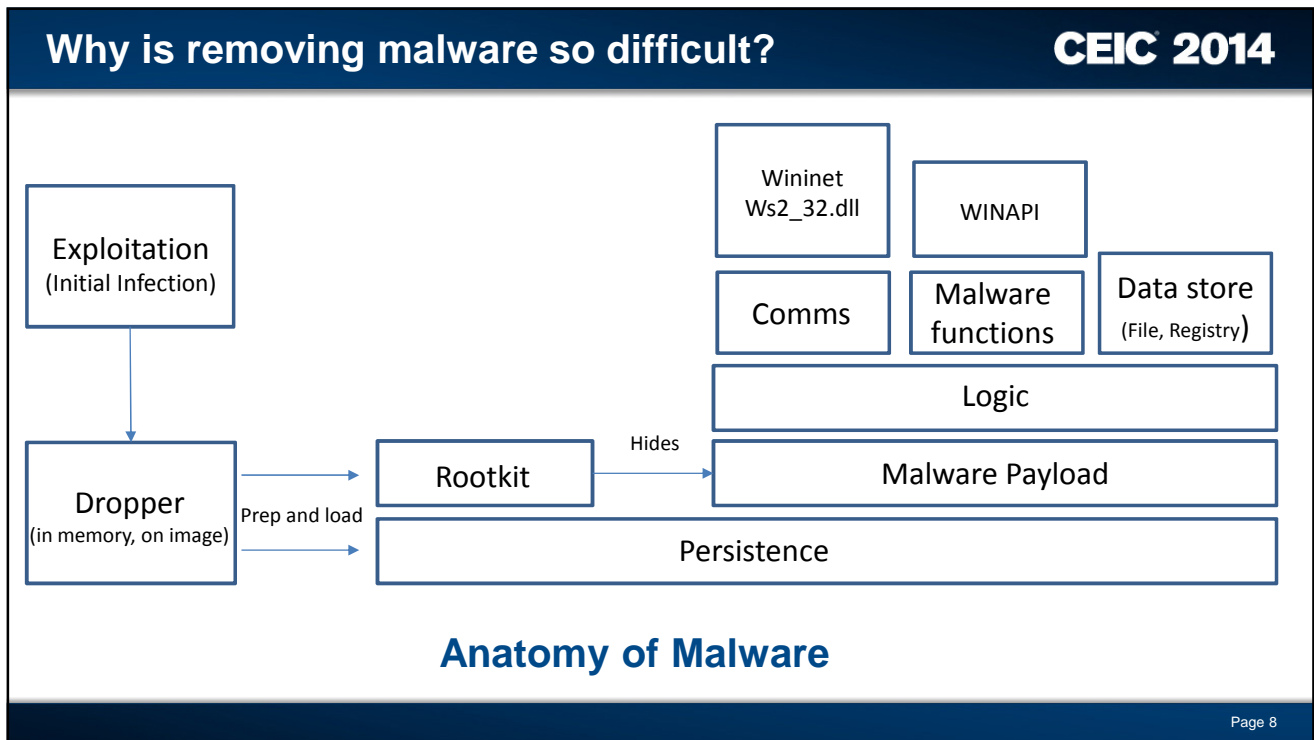 Why is removing malware so difficult?
CEIC 2014
Exploitation
(Initial Infection)
Dropper
(in memory, on image)
Prep and load
Rootkit
Hides
Wininet
Ws2_32.dll
WINAPI
Comms
Malware
functions
Data store
(File, Registry)
Logic
Malware Payload
Persistence
Anatomy of Malware
Page 8